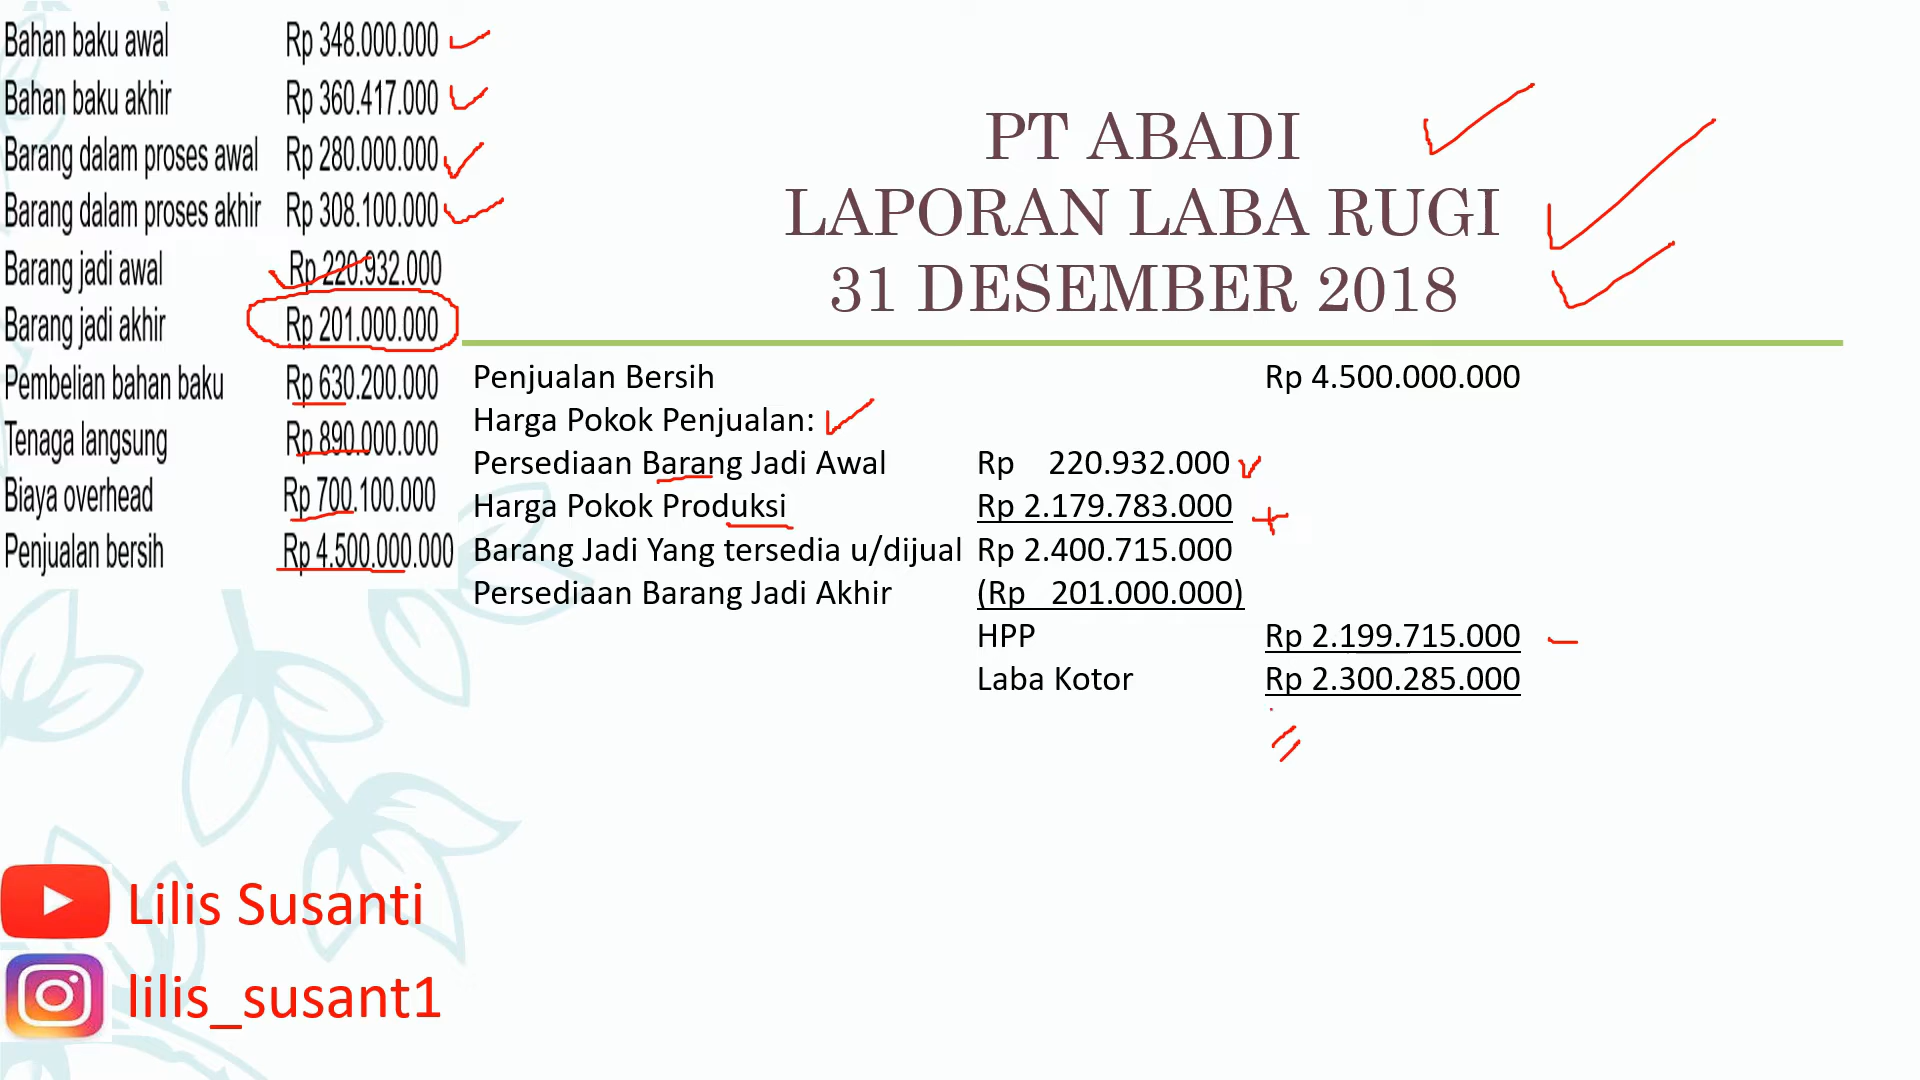 Bahan baku awal Rp 348.000.000
Bahan baku akhir Rp 360.417.000
Barang dalam proses awal Rp 280.000.000
Barang dalam proses akhir Rp 308.100.000
Barang jadi awal Rp 220.932.000
Barang jadi akhir Rp 201.000.000
Pembelian bahan baku Rp 630.200.000
Tenaga langsung Rp 890.000.000
Biaya overhead Rp 700.100.000
Penjualan bersih Rp 4.500.000.000
PT ABADI
LAPORAN LABA RUGI
31 DESEMBER 2018
Penjualan Bersih Rp 4.500.000.000
Harga Pokok Penjualan:
Persediaan Barang Jadi Awal Rp 220.932.000
Harga Pokok Produksi Rp 2.179.783.000 +
Barang Jadi Yang tersedia u/dijual Rp 2.400.715.000
Persediaan Barang Jadi Akhir (Rp 201.000.000)
HPP Rp 2.199.715.000 -
Laba Kotor Rp 2.300.285.000
Lilis Susanti
lilis_susant1